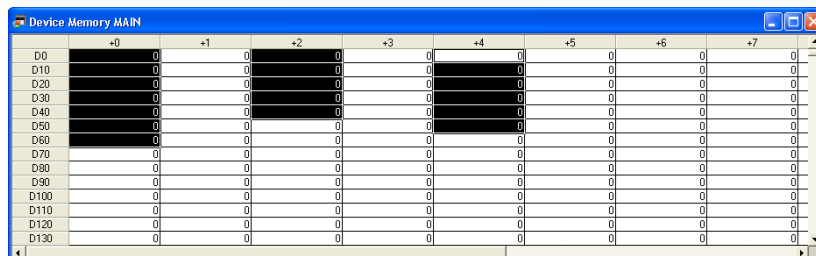 Device Memory MAIN
+0 +1 +2 +3 +4 +5 +6 +7
D0 0 0 0 0 0 0 0 0
D10 0 0 0 0 0 0 0 0
D20 0 0 0 0 0 0 0 0
D30 0 0 0 0 0 0 0 0
D40 0 0 0 0 0 0 0 0
D50 0 0 0 0 0 0 0 0
D60 0 0 0 0 0 0 0 0
D70 0 0 0 0 0 0 0 0
D80 0 0 0 0 0 0 0 0
D90 0 0 0 0 0 0 0 0
D100 0 0 0 0 0 0 0 0
D110 0 0 0 0 0 0 0 0
D120 0 0 0 0 0 0 0 0
D130 0 0 0 0 0 0 0 0